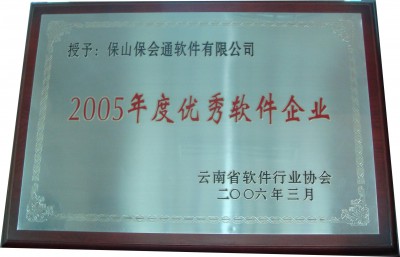 授予：保山保会通软件有限公司
2005年度优秀软件企业
云南省软件行业协会
二〇〇六年三月